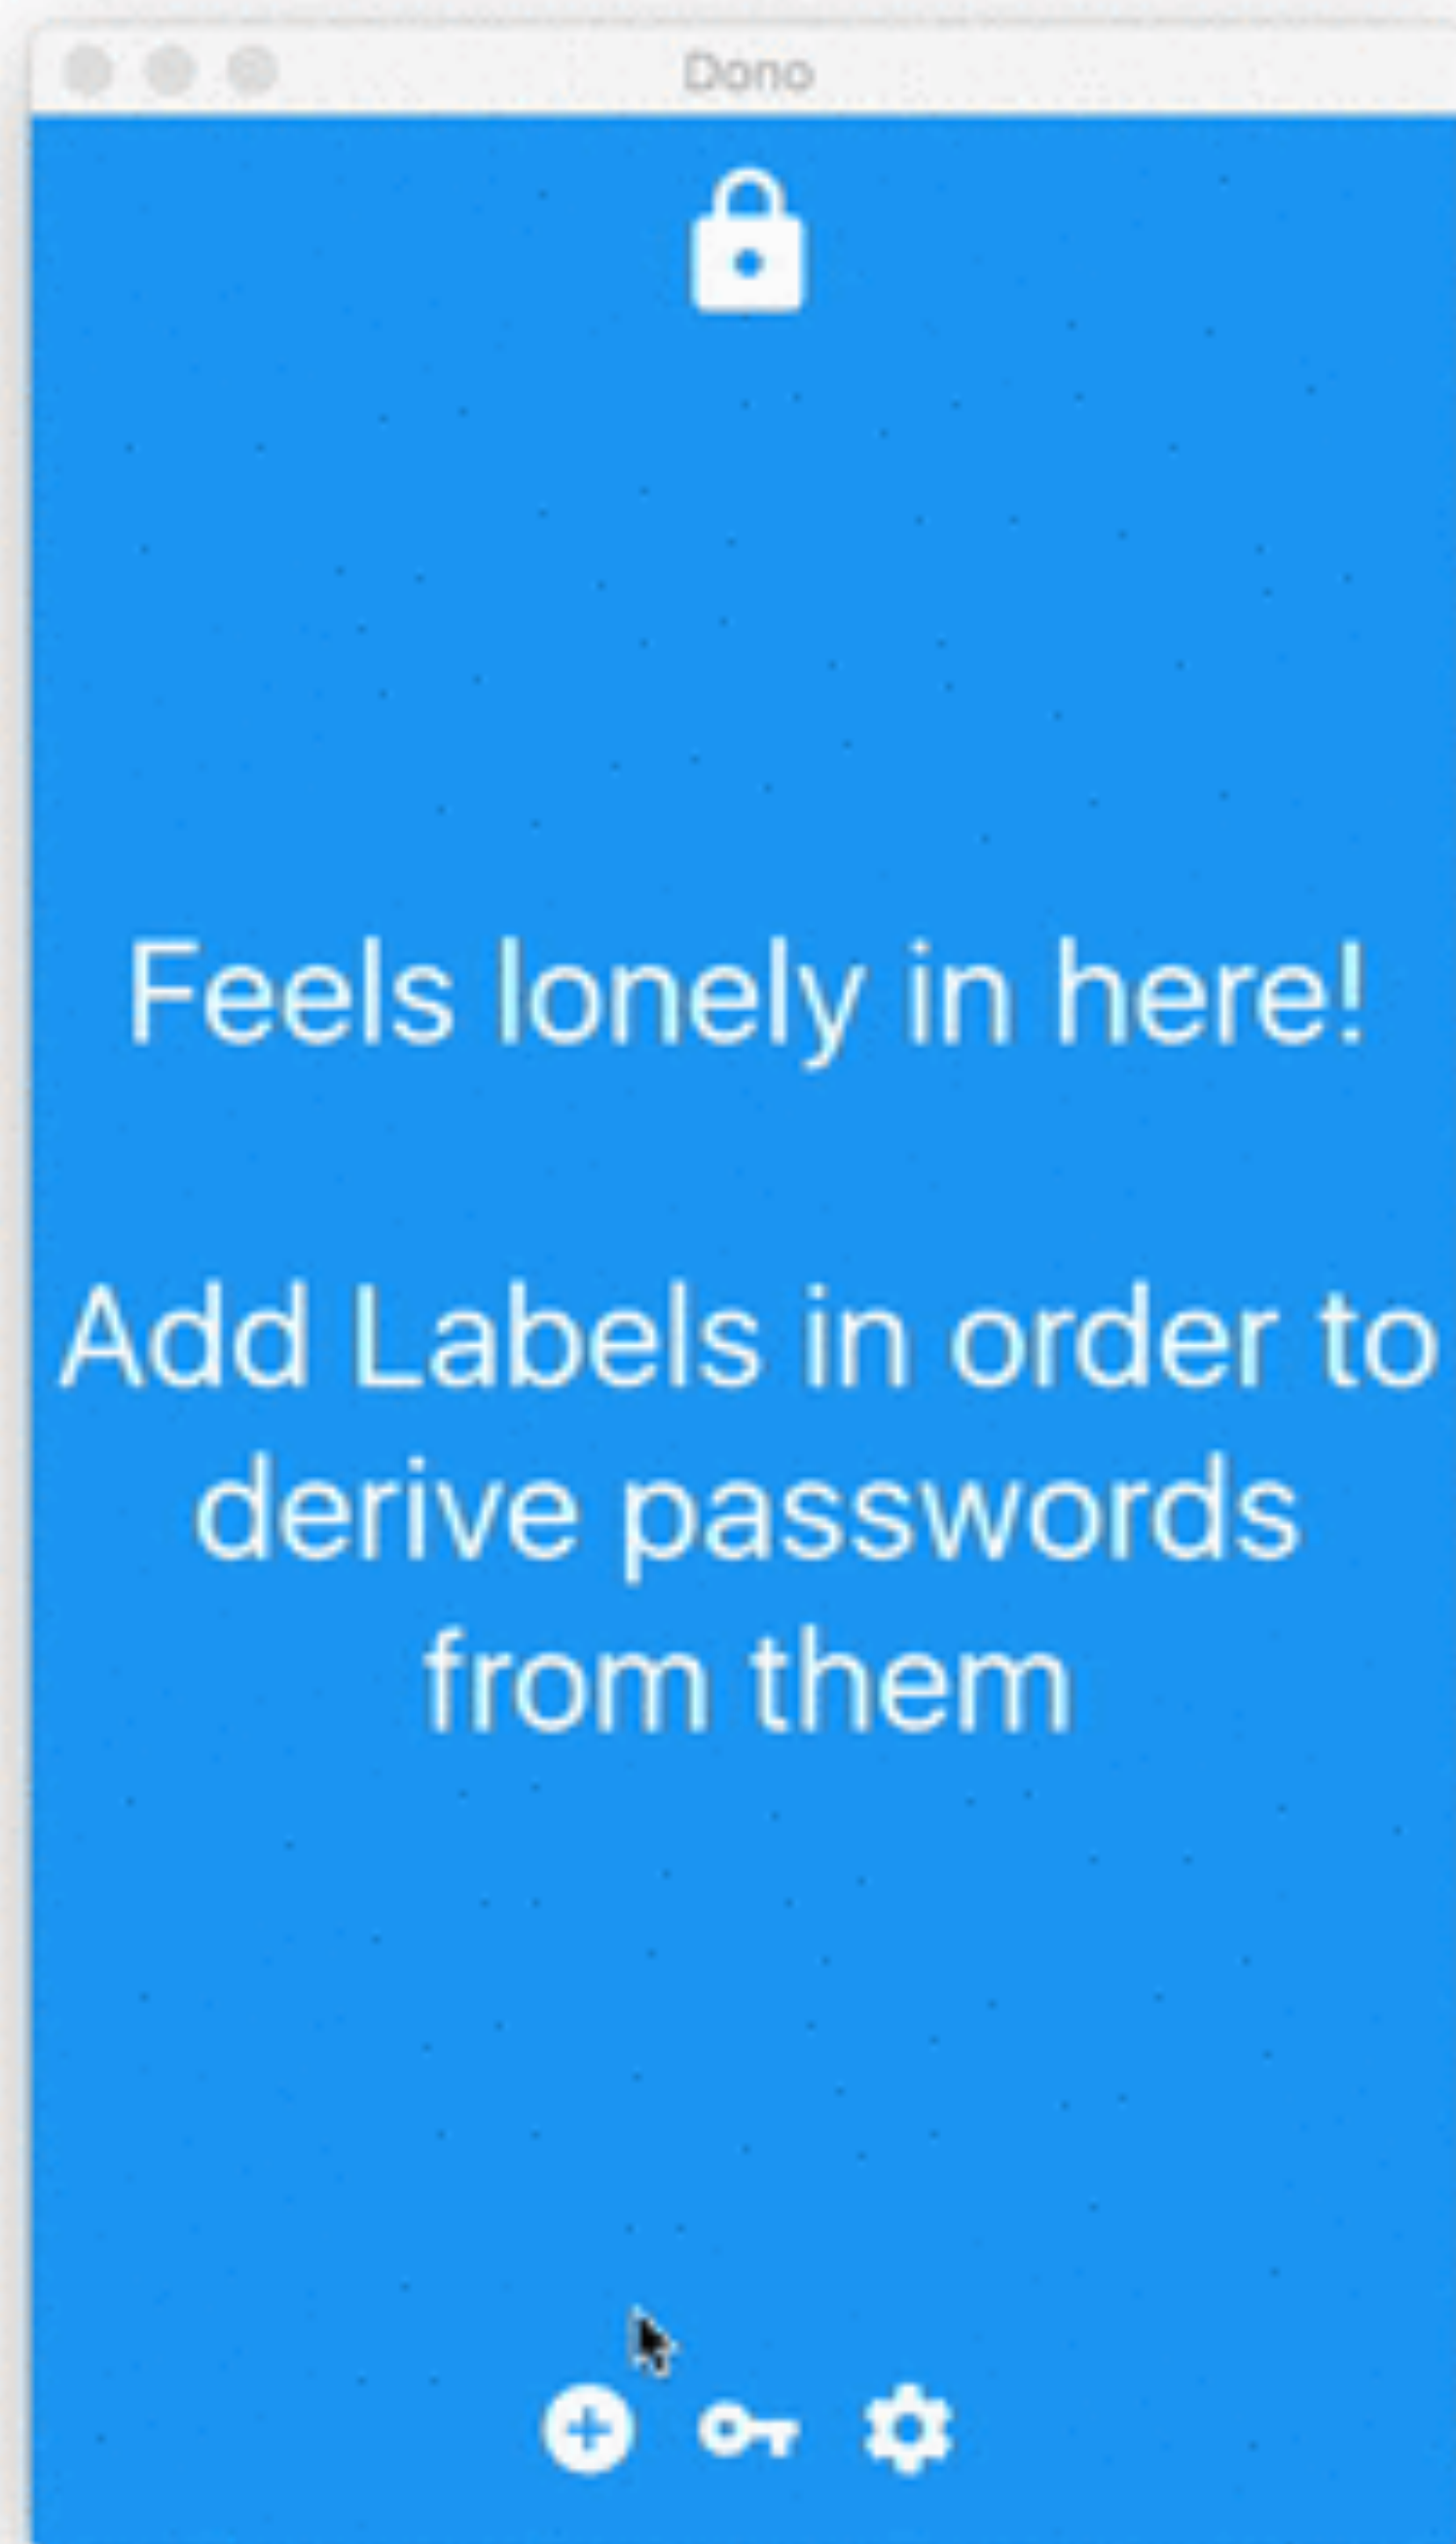 Dono
Feels lonely in here!
Add Labels in order to
derive passwords
from them